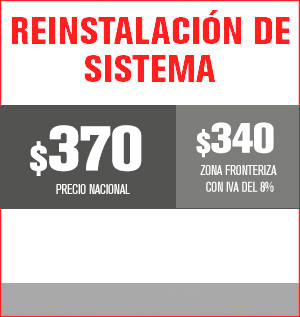 REINSTALACIÓN DE
SISTEMA
$370
PRECIO NACIONAL
$340
ZONA FRONTERIZA
CON IVA DEL 8%